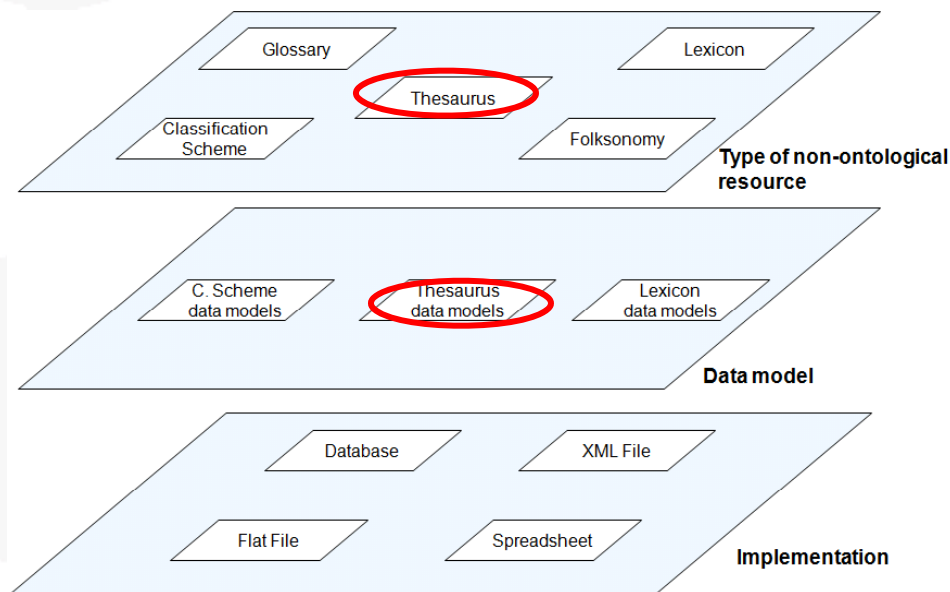 Glossary
Lexicon
Thesaurus
Classification
Scheme
Folksonomy
Type of non-ontological
resource
C. Scheme
data models
Thesaurus
data models
Lexicon
data models
Data model
Database
XML File
Flat File
Spreadsheet
Implementation